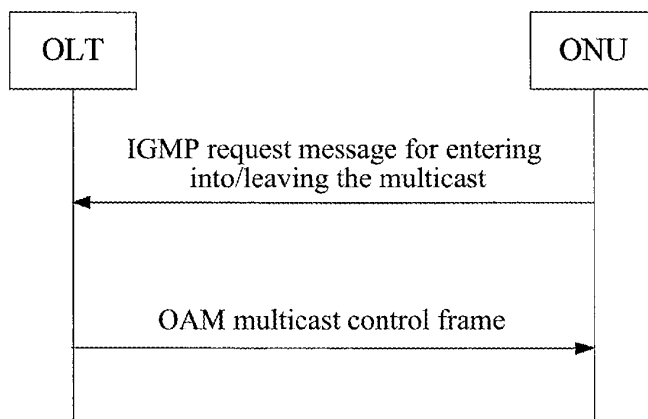 OLT
ONU
IGMP request message for entering
into/leaving the multicast
OAM multicast control frame